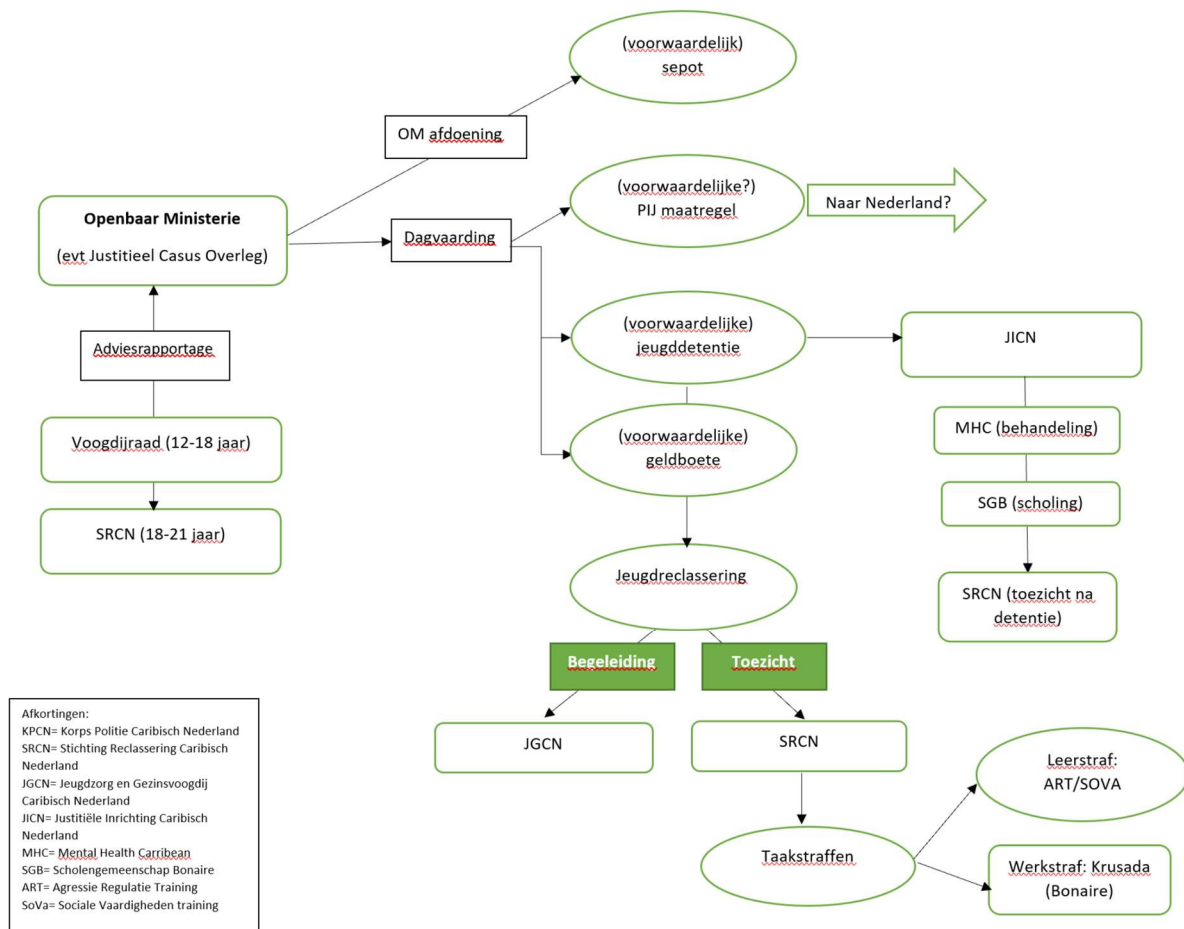 (voorwaardelijk)
sepot
OM afdoening
(voorwaardelijke?)
PIJ maatregel
Naar Nederland?
Openbaar Ministerie
(evt Justitieel Casus Overleg)
Dagvaarding
Adviesrapportage
(voorwaardelijke)
jeugddetentie
JICN
Voogdijraad (12-18 jaar)
(voorwaardelijke)
geldboete
MHC (behandeling)
SRCN (18-21 jaar)
SGB (scholing)
Jeugdreclassering
SRCN (toezicht na
detentie)
Begeleiding
Toezicht
JGCN
SRCN
Leerstraf:
ART/SOVA
Taakstraffen
Werkstraf: Krusada
(Bonaire)
Afkortingen:
KPCN= Korps Politie Caribisch Nederland
SRCN= Stichting Reclassering Caribisch
Nederland
JGCN= Jeugdzorg en Gezinsvoogdij
Caribisch Nederland
JICN= Justitiële Inrichting Caribisch
Nederland
MHC= Mental Health Carribean
SGB= Scholengemeenschap Bonaire
ART= Agressie Regulatie Training
SoVa= Sociale Vaardigheden training